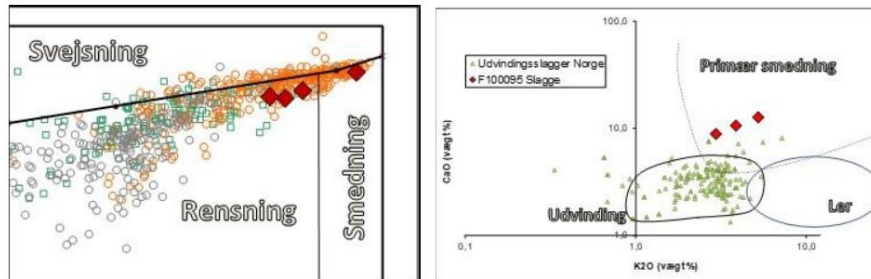 Svejsning
Rensning
Smedning
100,0
Udvindingsslagger Norge
F100095 Slagge
Primær smedning
CaO (vægt%)
10,0
Udvinding
Ler
1,0
0,1
1,0
10,0
K2O (vægt%)